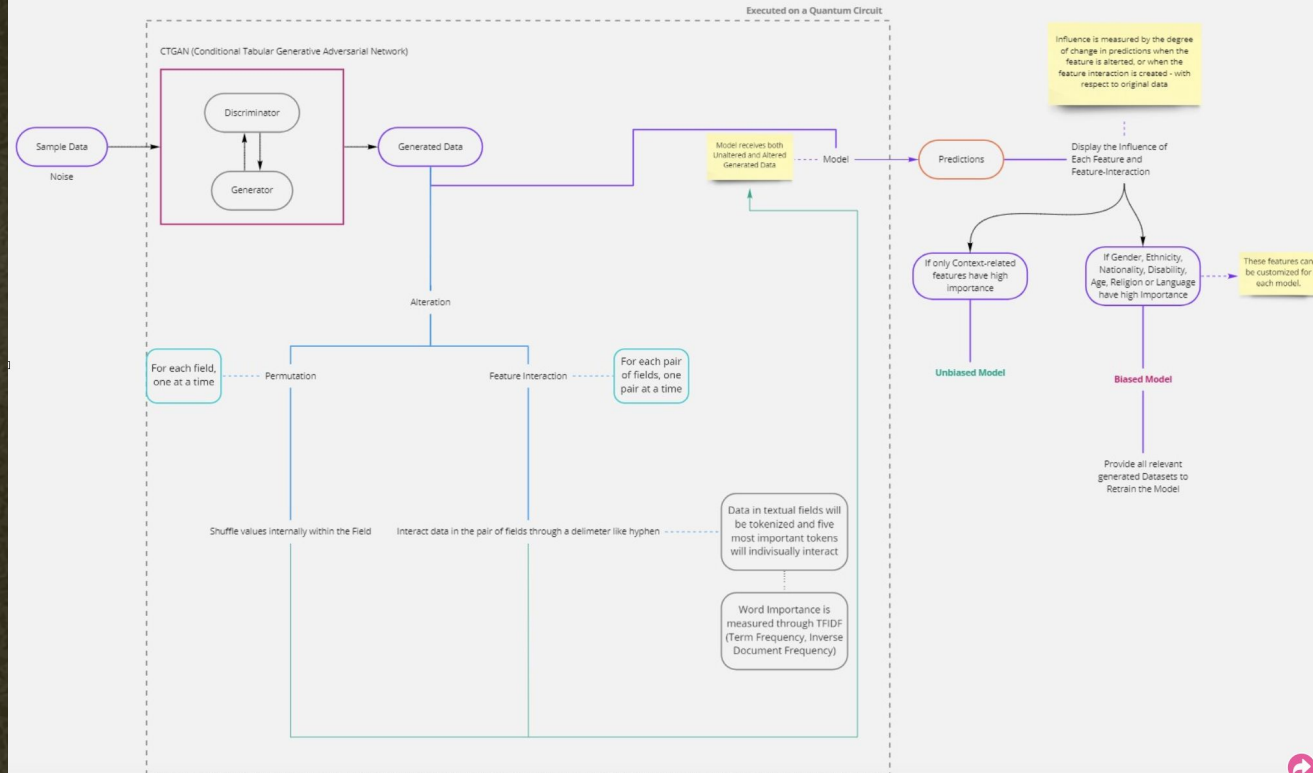 Executed on a Quantum Circuit
CTGAN (Conditional Tabular Generative Adversarial Network)
Sample Data
Noise
Discriminator
Generator
Generated Data
Model receives both
Unaltered and Altered
Generated Data
Model
Predictions
Influence is measured by the degree
of change in predictions when the
feature is alterted, or when the
feature interaction is created - with
respect to original data
Display the Influence of
Each Feature and
Feature-Interaction
If only Context-related
features have high
importance
If Gender, Ethnicity,
Nationality, Disability,
Age, Religion or Language
have high Importance
These features can
be customized for
each model.
Unbiased Model
Biased Model
Provide all relevant
generated Datasets to
Retrain the Model
Alteration
For each field,
one at a time
Permutation
Feature Interaction
For each pair
of fields, one
pair at a time
Shuffle values internally within the Field
Interact data in the pair of fields through a delimeter like hyphen
Data in textual fields will
be tokenized and five
most important tokens
will indivisually interact
Word Importance is
measured through TFIDF
(Term Frequency, Inverse
Document Frequency)